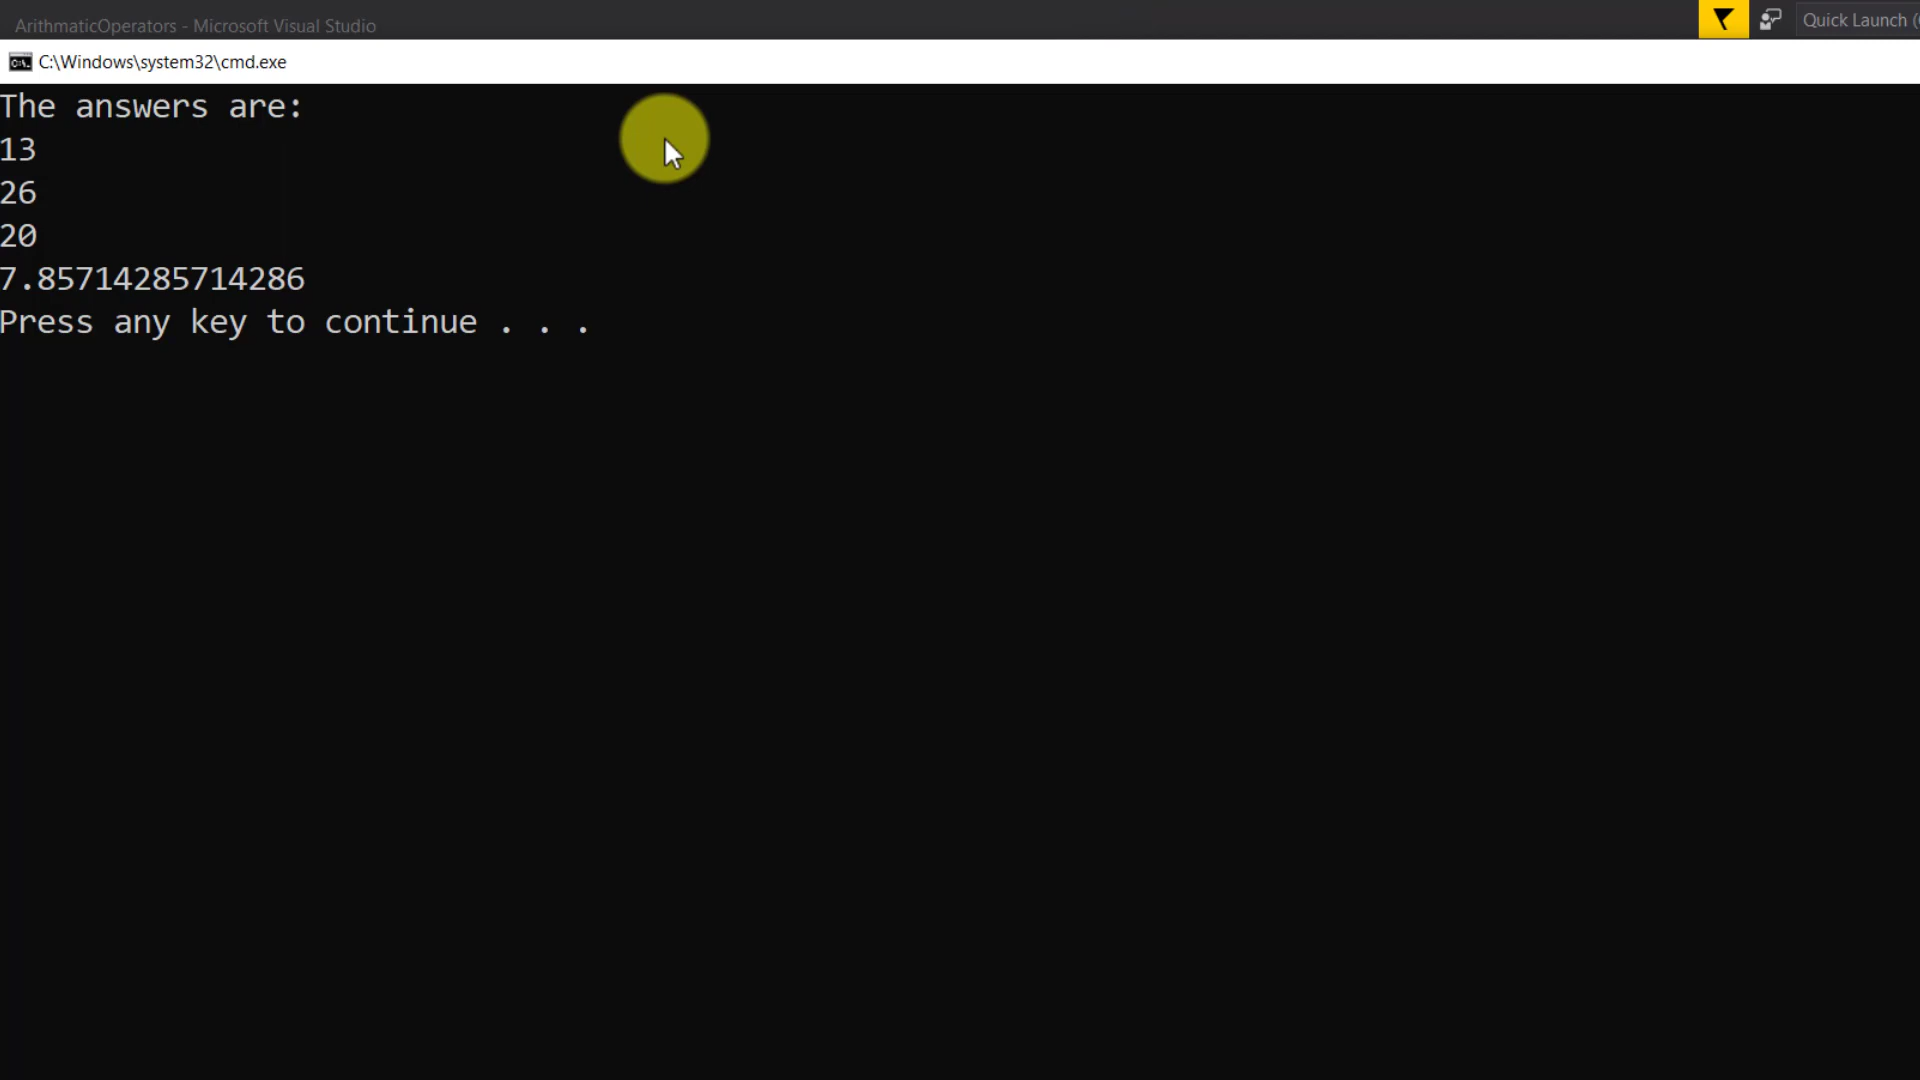 ArithmaticOperators - Microsoft Visual Studio
Quick Launch (
C:\Windows\system32\cmd.exe
The answers are:
13
26
20
7.85714285714286
Press any key to continue . . .